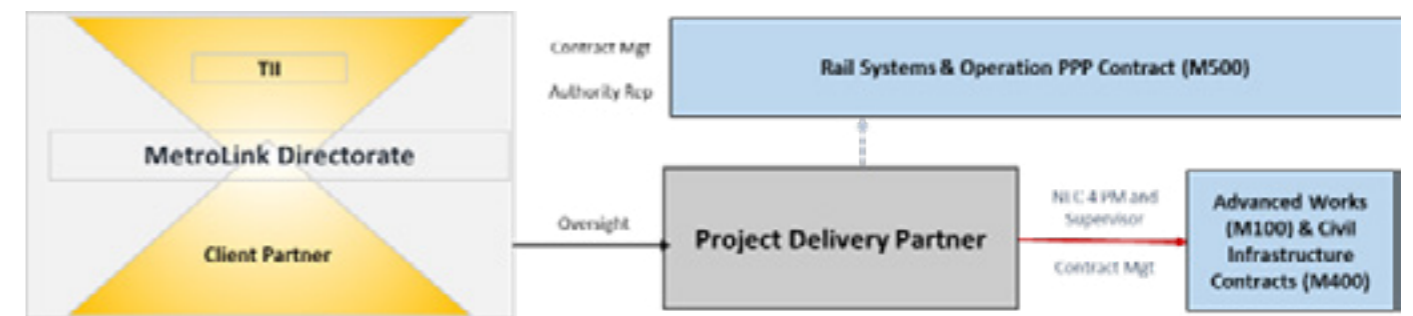 TII
MetroLink Directorate
Client Partner
Contract Mgt
Authority Rep
Rail Systems & Operation PPP Contract (M500)
Oversight
Project Delivery Partner
NEC 4 PM and
Supervisor
Contract Mgt
Advanced Works
(M100) & Civil
Infrastructure
Contracts (M400)